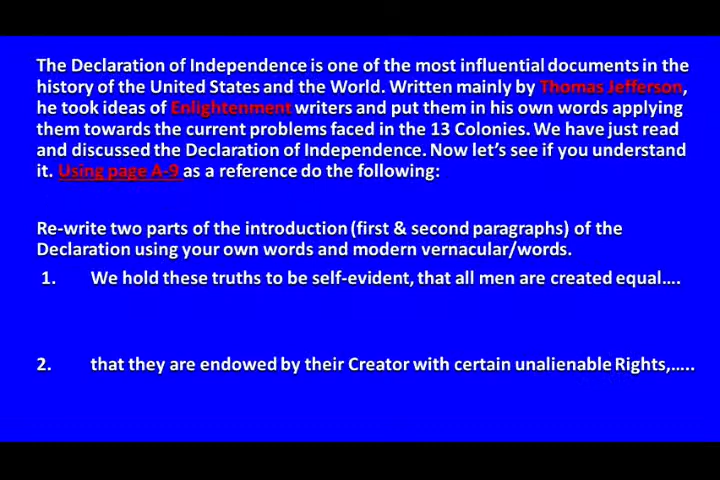 The Declaration of Independence is one of the most influential documents in the
history of the United States and the World. Written mainly by Thomas Jefferson,
he took ideas of Enlightenment writers and put them in his own words applying
them towards the current problems faced in the 13 Colonies. We have just read
and discussed the Declaration of Independence. Now let's see if you understand
it. Using page A-9 as a reference do the following:
Re-write two parts of the introduction (first & second paragraphs) of the
Declaration using your own words and modern vernacular/words.
1. We hold these truths to be self-evident, that all men are created equal….
2. that they are endowed by their Creator with certain unalienable Rights,…..